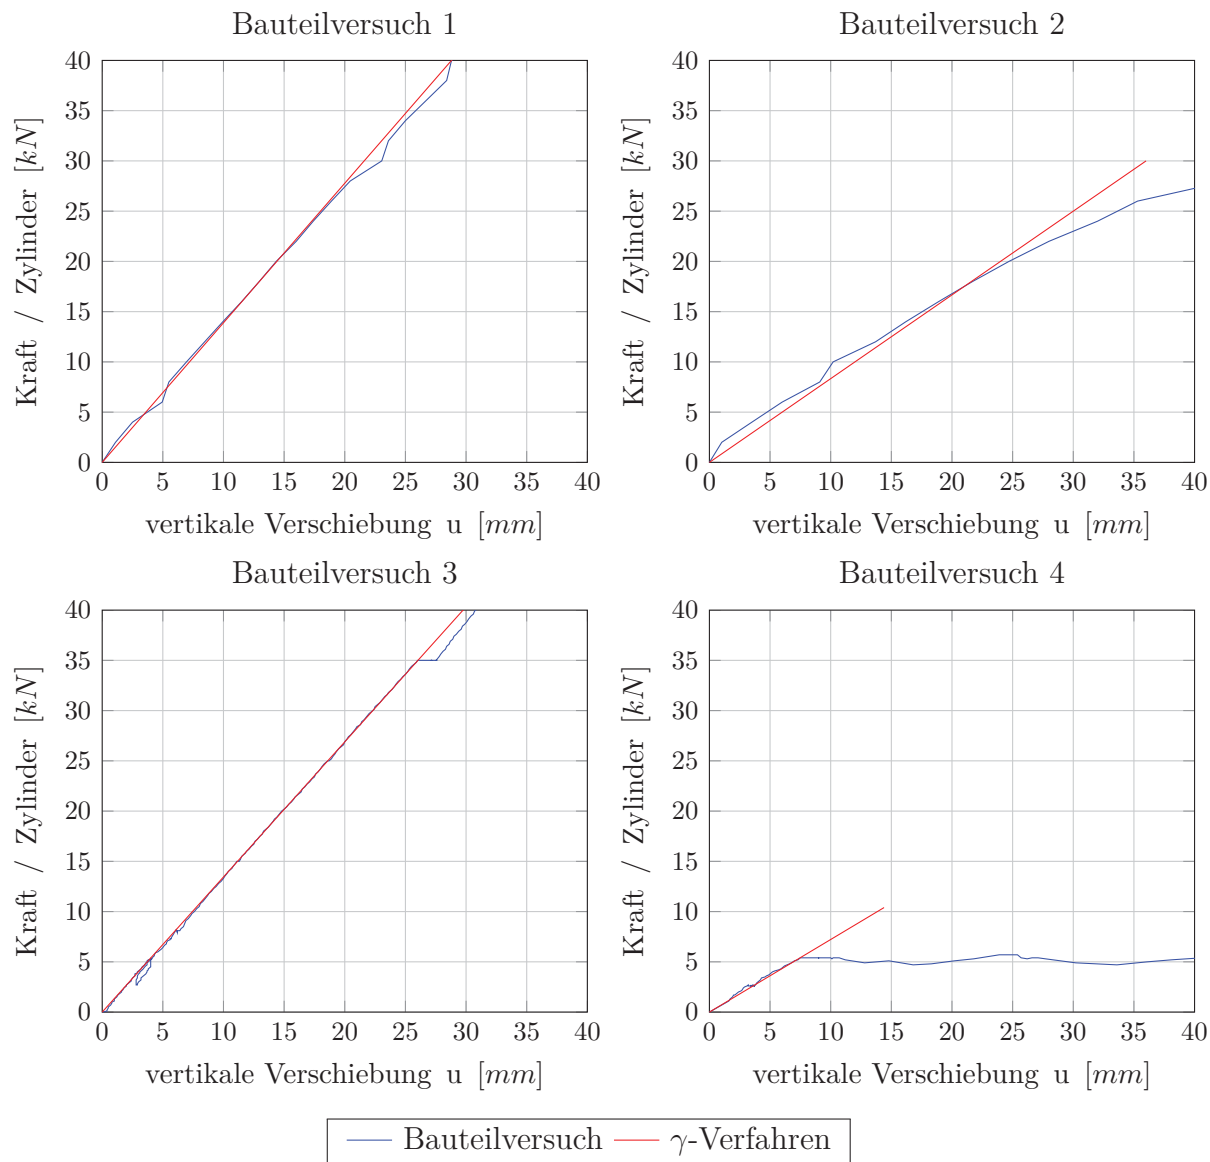 Bauteilversuch 1
40
35
30
25
20
15
10
5
0
Kraft / Zylinder [kN]
0 5 10 15 20 25 30 35 40
vertikale Verschiebung u [mm]
Bauteilversuch 2
40
35
30
25
20
15
10
5
0
Kraft / Zylinder [kN]
0 5 10 15 20 25 30 35 40
vertikale Verschiebung u [mm]
Bauteilversuch 3
40
35
30
25
20
15
10
5
0
Kraft / Zylinder [kN]
0 5 10 15 20 25 30 35 40
vertikale Verschiebung u [mm]
Bauteilversuch 4
40
35
30
25
20
15
10
5
0
Kraft / Zylinder [kN]
0 5 10 15 20 25 30 35 40
vertikale Verschiebung u [mm]
Bauteilversuch γ-Verfahren